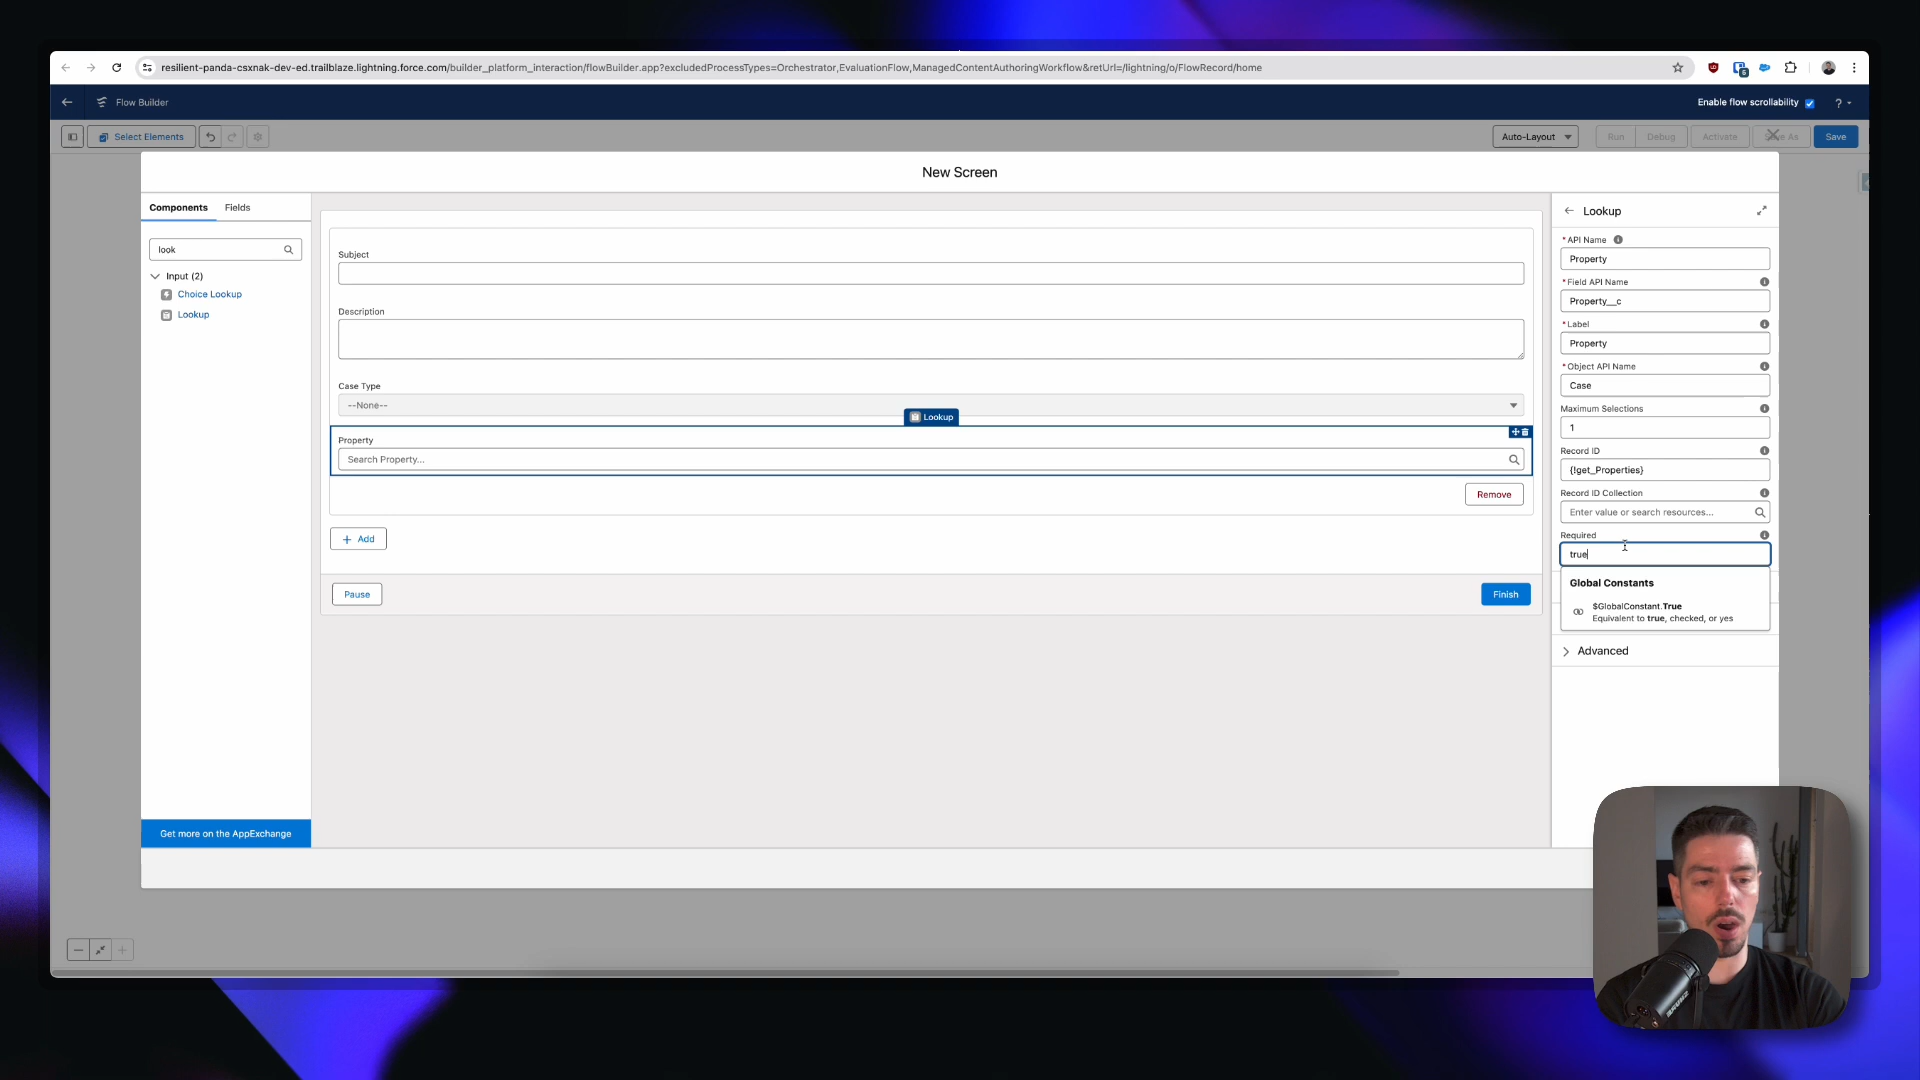 resilient-panda-csxnak-dev-ed.trailblaze.lightning.force.com/builder_platform_interaction/flowBuilder.app?excludedProcessTypes=Orchestrator,EvaluationFlow,ManagedContentAuthoringWorkflow&retUrl=/lightning/o/FlowRecord/home
Flow Builder
Enable flow scrollability
?
Select Elements
Auto-Layout
Run
Debug
Activate
Save As
Save
New Screen
Components
Fields
look
Input (2)
Choice Lookup
Lookup
Get more on the AppExchange
Subject
Description
Case Type
--None--
Lookup
Property
Search Property...
Remove
+ Add
Pause
Finish
Lookup
* API Name
Property
* Field API Name
Property__c
* Label
Property
* Object API Name
Case
Maximum Selections
1
Record ID
{!get_Properties}
Record ID Collection
Enter value or search resources...
Required
true
Global Constants
$GlobalConstant.True
Equivalent to true, checked, or yes
Advanced